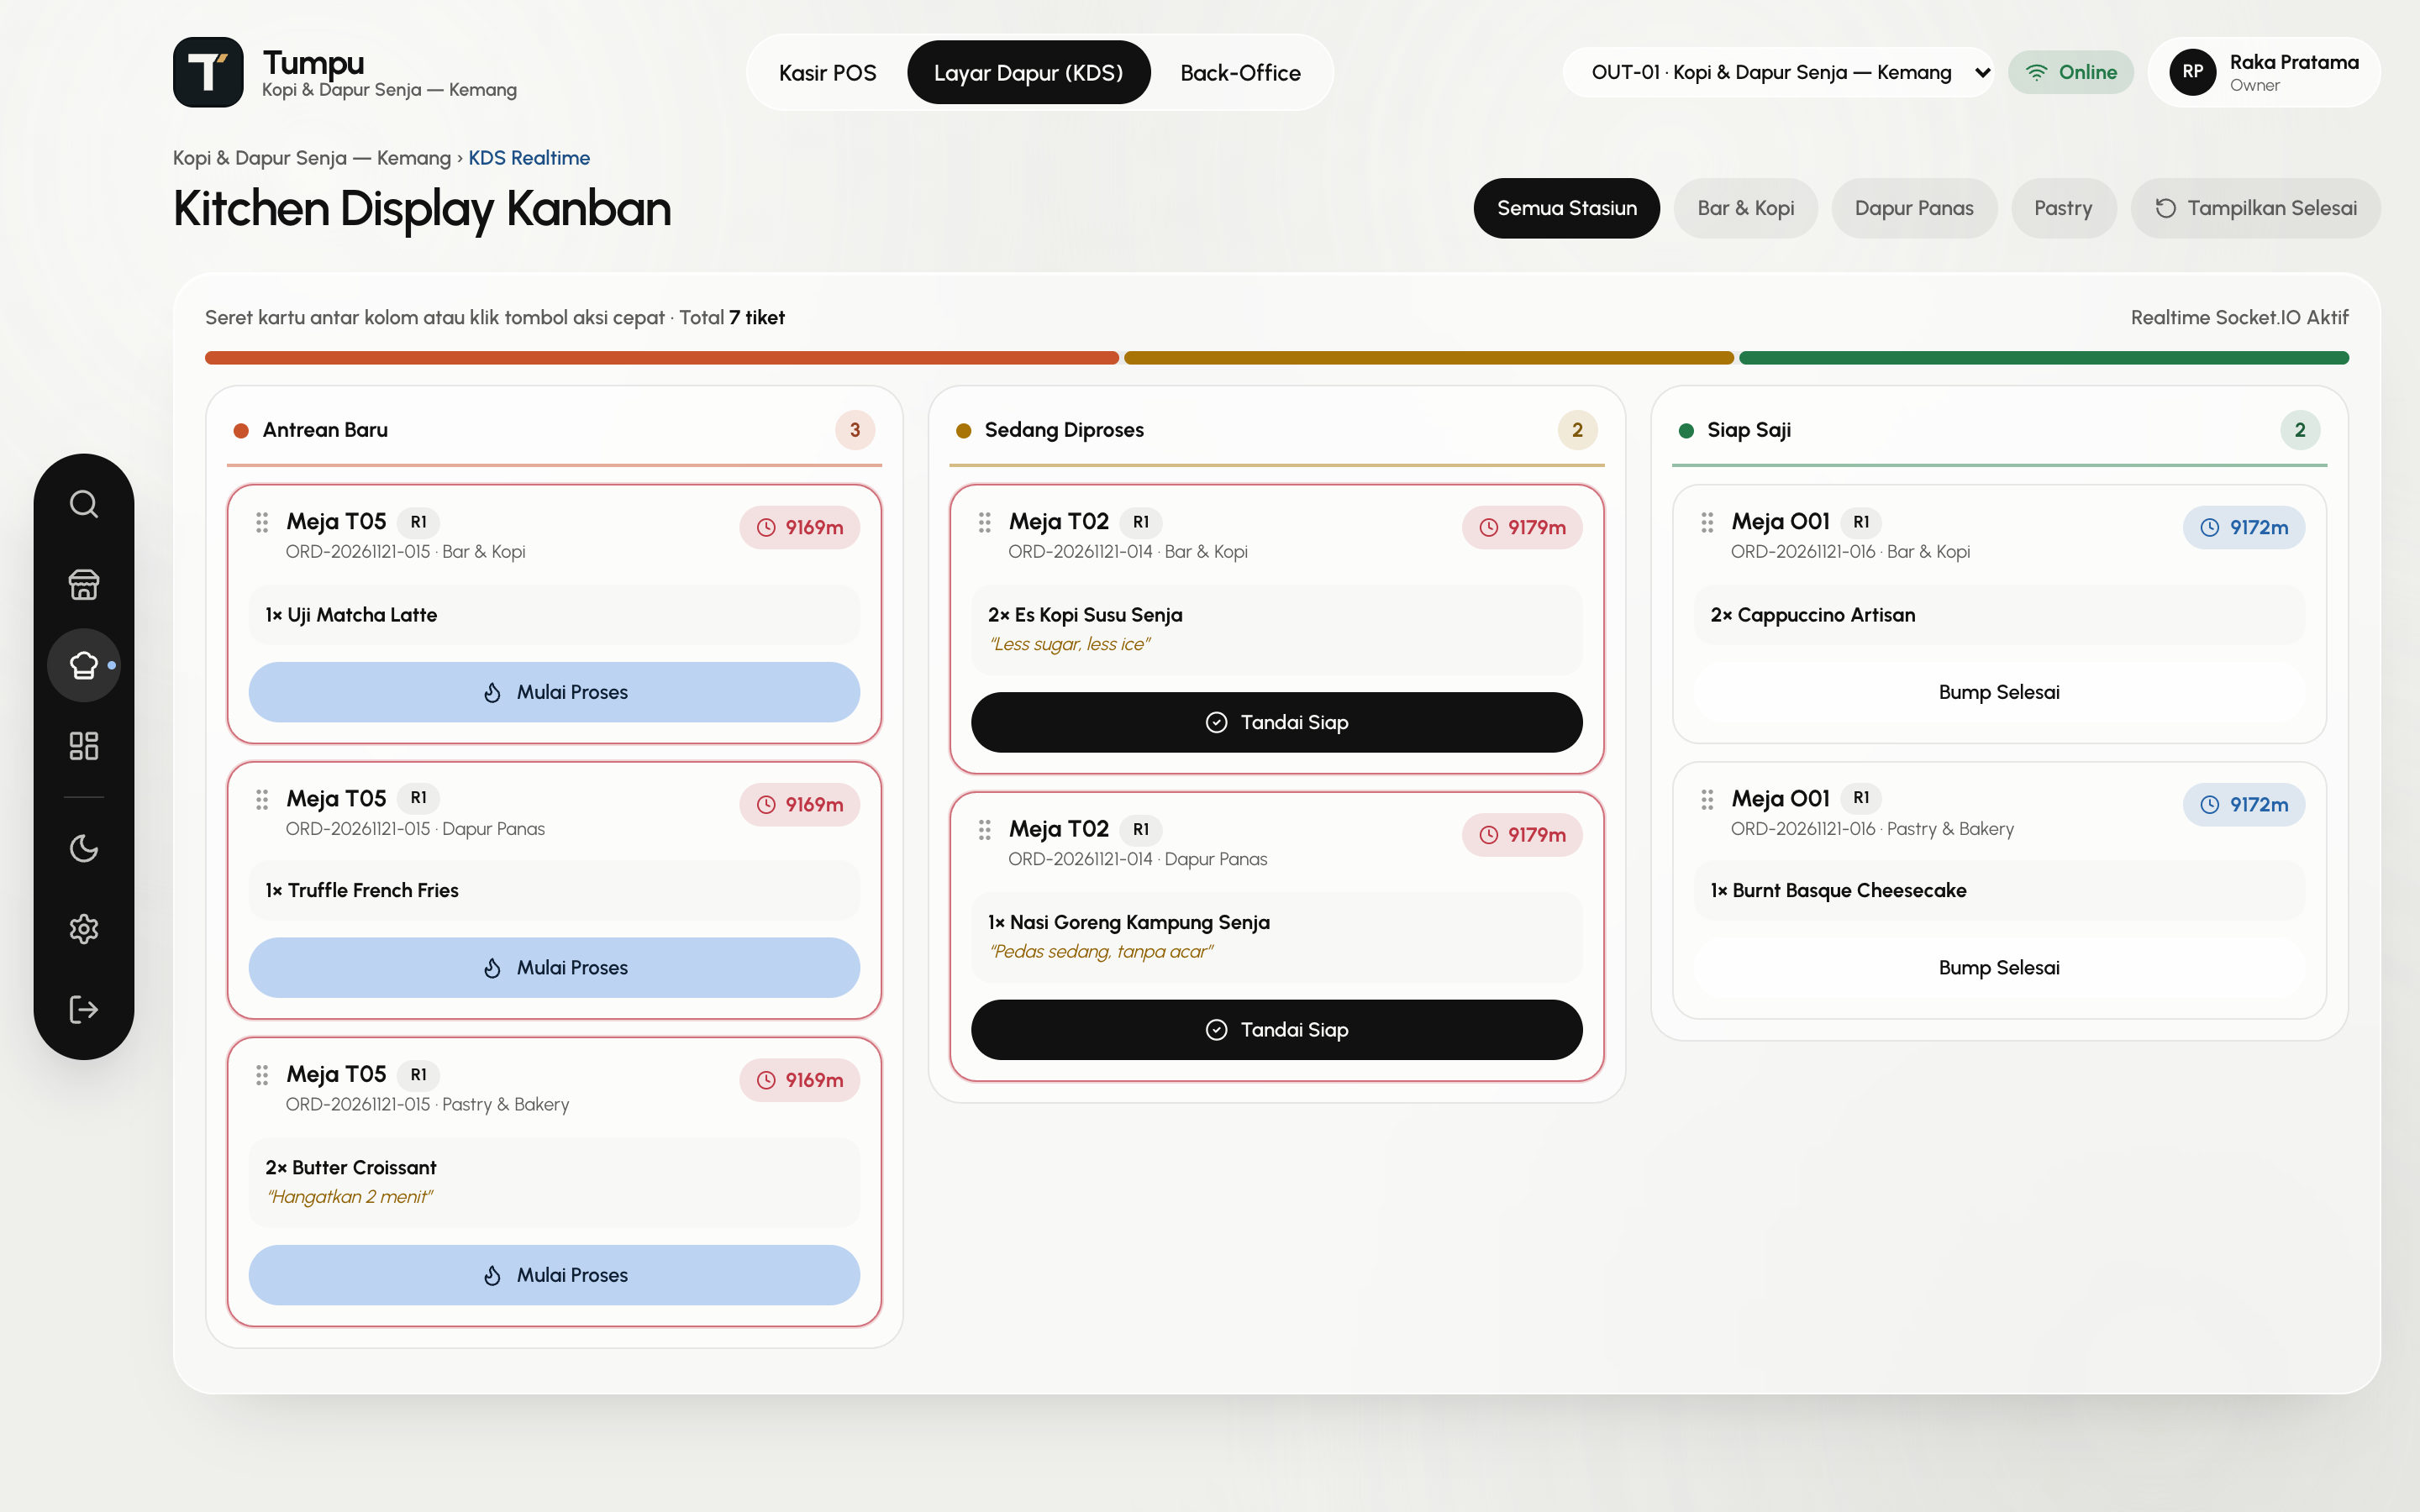 Tumpu
Kopi & Dapur Senja — Kemang
Kasir POS
Layar Dapur (KDS)
Back-Office
OUT-01 · Kopi & Dapur Senja — Kemang
Online
RP
Raka Pratama
Owner
Kopi & Dapur Senja — Kemang › KDS Realtime
Kitchen Display Kanban
Semua Stasiun
Bar & Kopi
Dapur Panas
Pastry
Tampilkan Selesai
Seret kartu antar kolom atau klik tombol aksi cepat · Total 7 tiket
Realtime Socket.IO Aktif
Antrean Baru
3
Meja T05 R1
9169m
ORD-20261121-015 · Bar & Kopi
1× Uji Matcha Latte
Mulai Proses
Meja T05 R1
9169m
ORD-20261121-015 · Dapur Panas
1× Truffle French Fries
Mulai Proses
Meja T05 R1
9169m
ORD-20261121-015 · Pastry & Bakery
2× Butter Croissant
“Hangatkan 2 menit”
Mulai Proses
Sedang Diproses
2
Meja T02 R1
9179m
ORD-20261121-014 · Bar & Kopi
2× Es Kopi Susu Senja
“Less sugar, less ice”
Tandai Siap
Meja T02 R1
9179m
ORD-20261121-014 · Dapur Panas
1× Nasi Goreng Kampung Senja
“Pedas sedang, tanpa acar”
Tandai Siap
Siap Saji
2
Meja O01 R1
9172m
ORD-20261121-016 · Bar & Kopi
2× Cappuccino Artisan
Bump Selesai
Meja O01 R1
9172m
ORD-20261121-016 · Pastry & Bakery
1× Burnt Basque Cheesecake
Bump Selesai